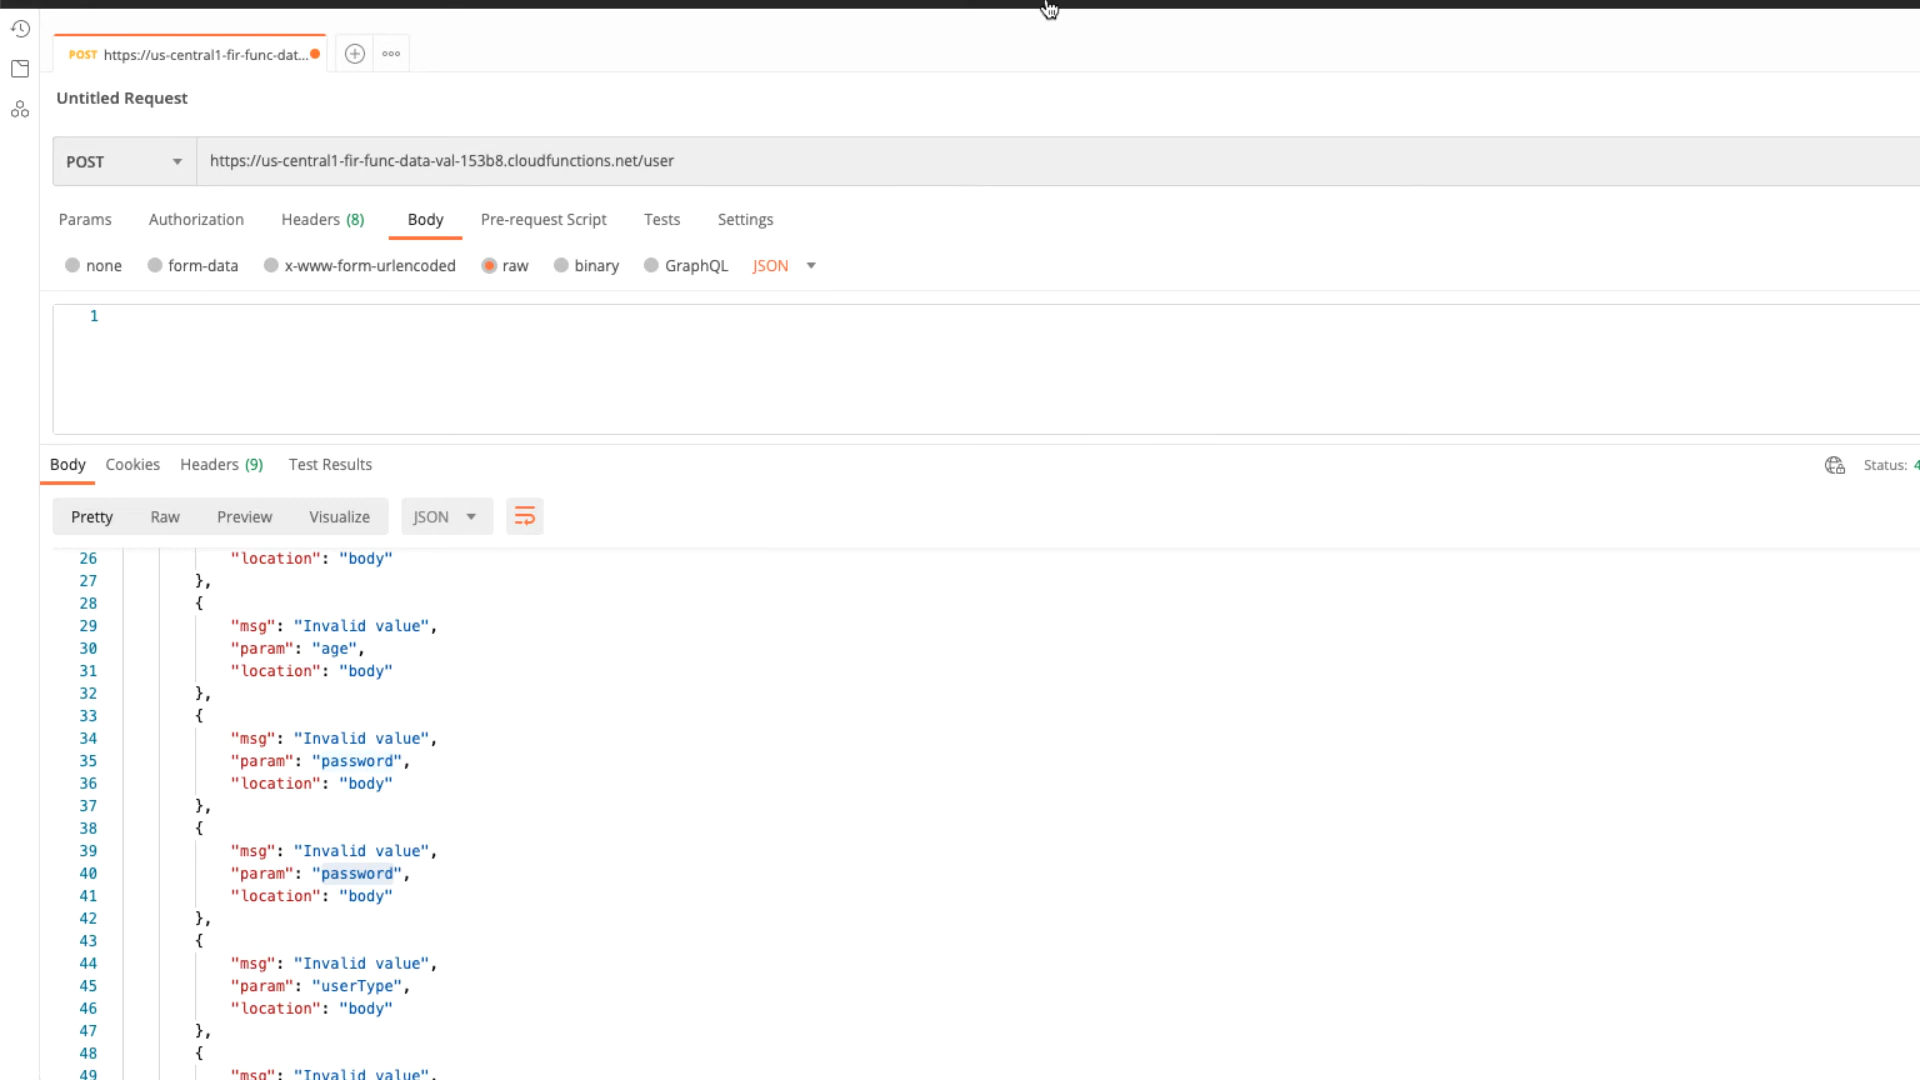 POST https://us-central1-fir-func-dat...
Untitled Request
POST https://us-central1-fir-func-data-val-153b8.cloudfunctions.net/user
Params Authorization Headers (8) Body Pre-request Script Tests Settings
none form-data x-www-form-urlencoded raw binary GraphQL JSON
1
Body Cookies Headers (9) Test Results Status: 4
Pretty Raw Preview Visualize JSON
26 "location": "body"
27 },
28 {
29 "msg": "Invalid value",
30 "param": "age",
31 "location": "body"
32 },
33 {
34 "msg": "Invalid value",
35 "param": "password",
36 "location": "body"
37 },
38 {
39 "msg": "Invalid value",
40 "param": "password",
41 "location": "body"
42 },
43 {
44 "msg": "Invalid value",
45 "param": "userType",
46 "location": "body"
47 },
48 {
49 "msg": "Invalid value",